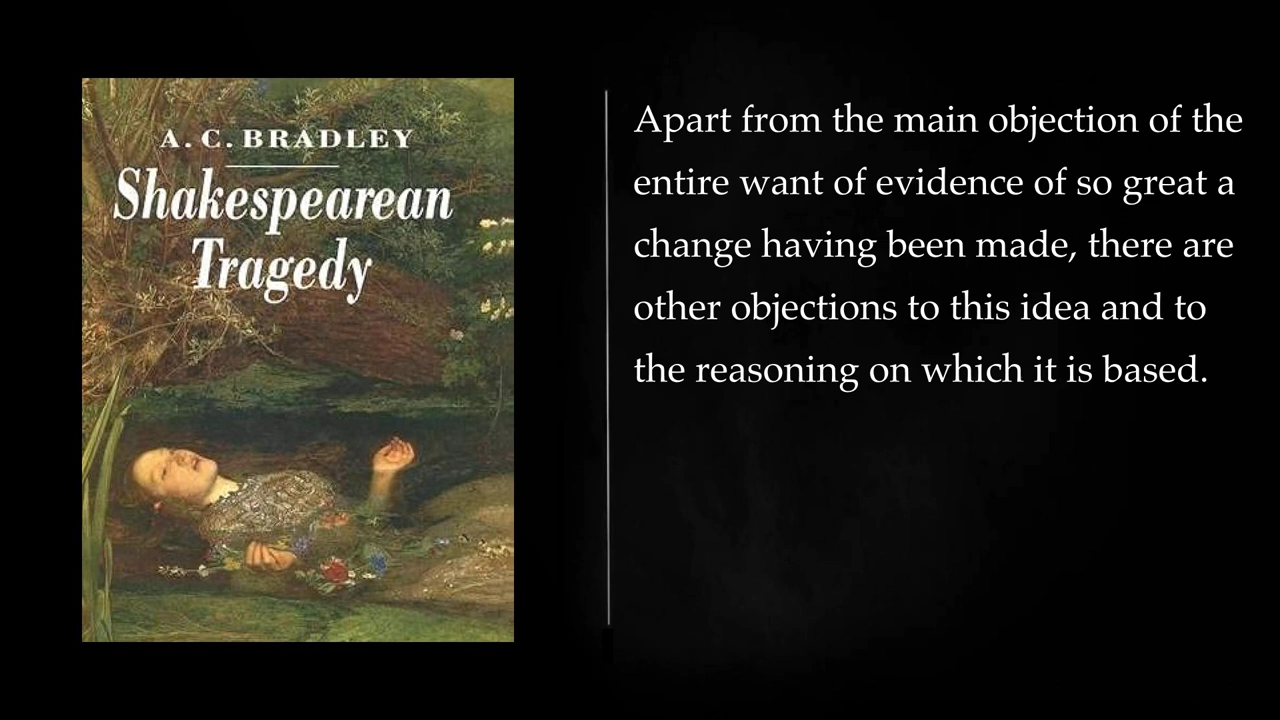 A. C. BRADLEY
Shakespearean
Tragedy
Apart from the main objection of the
entire want of evidence of so great a
change having been made, there are
other objections to this idea and to
the reasoning on which it is based.